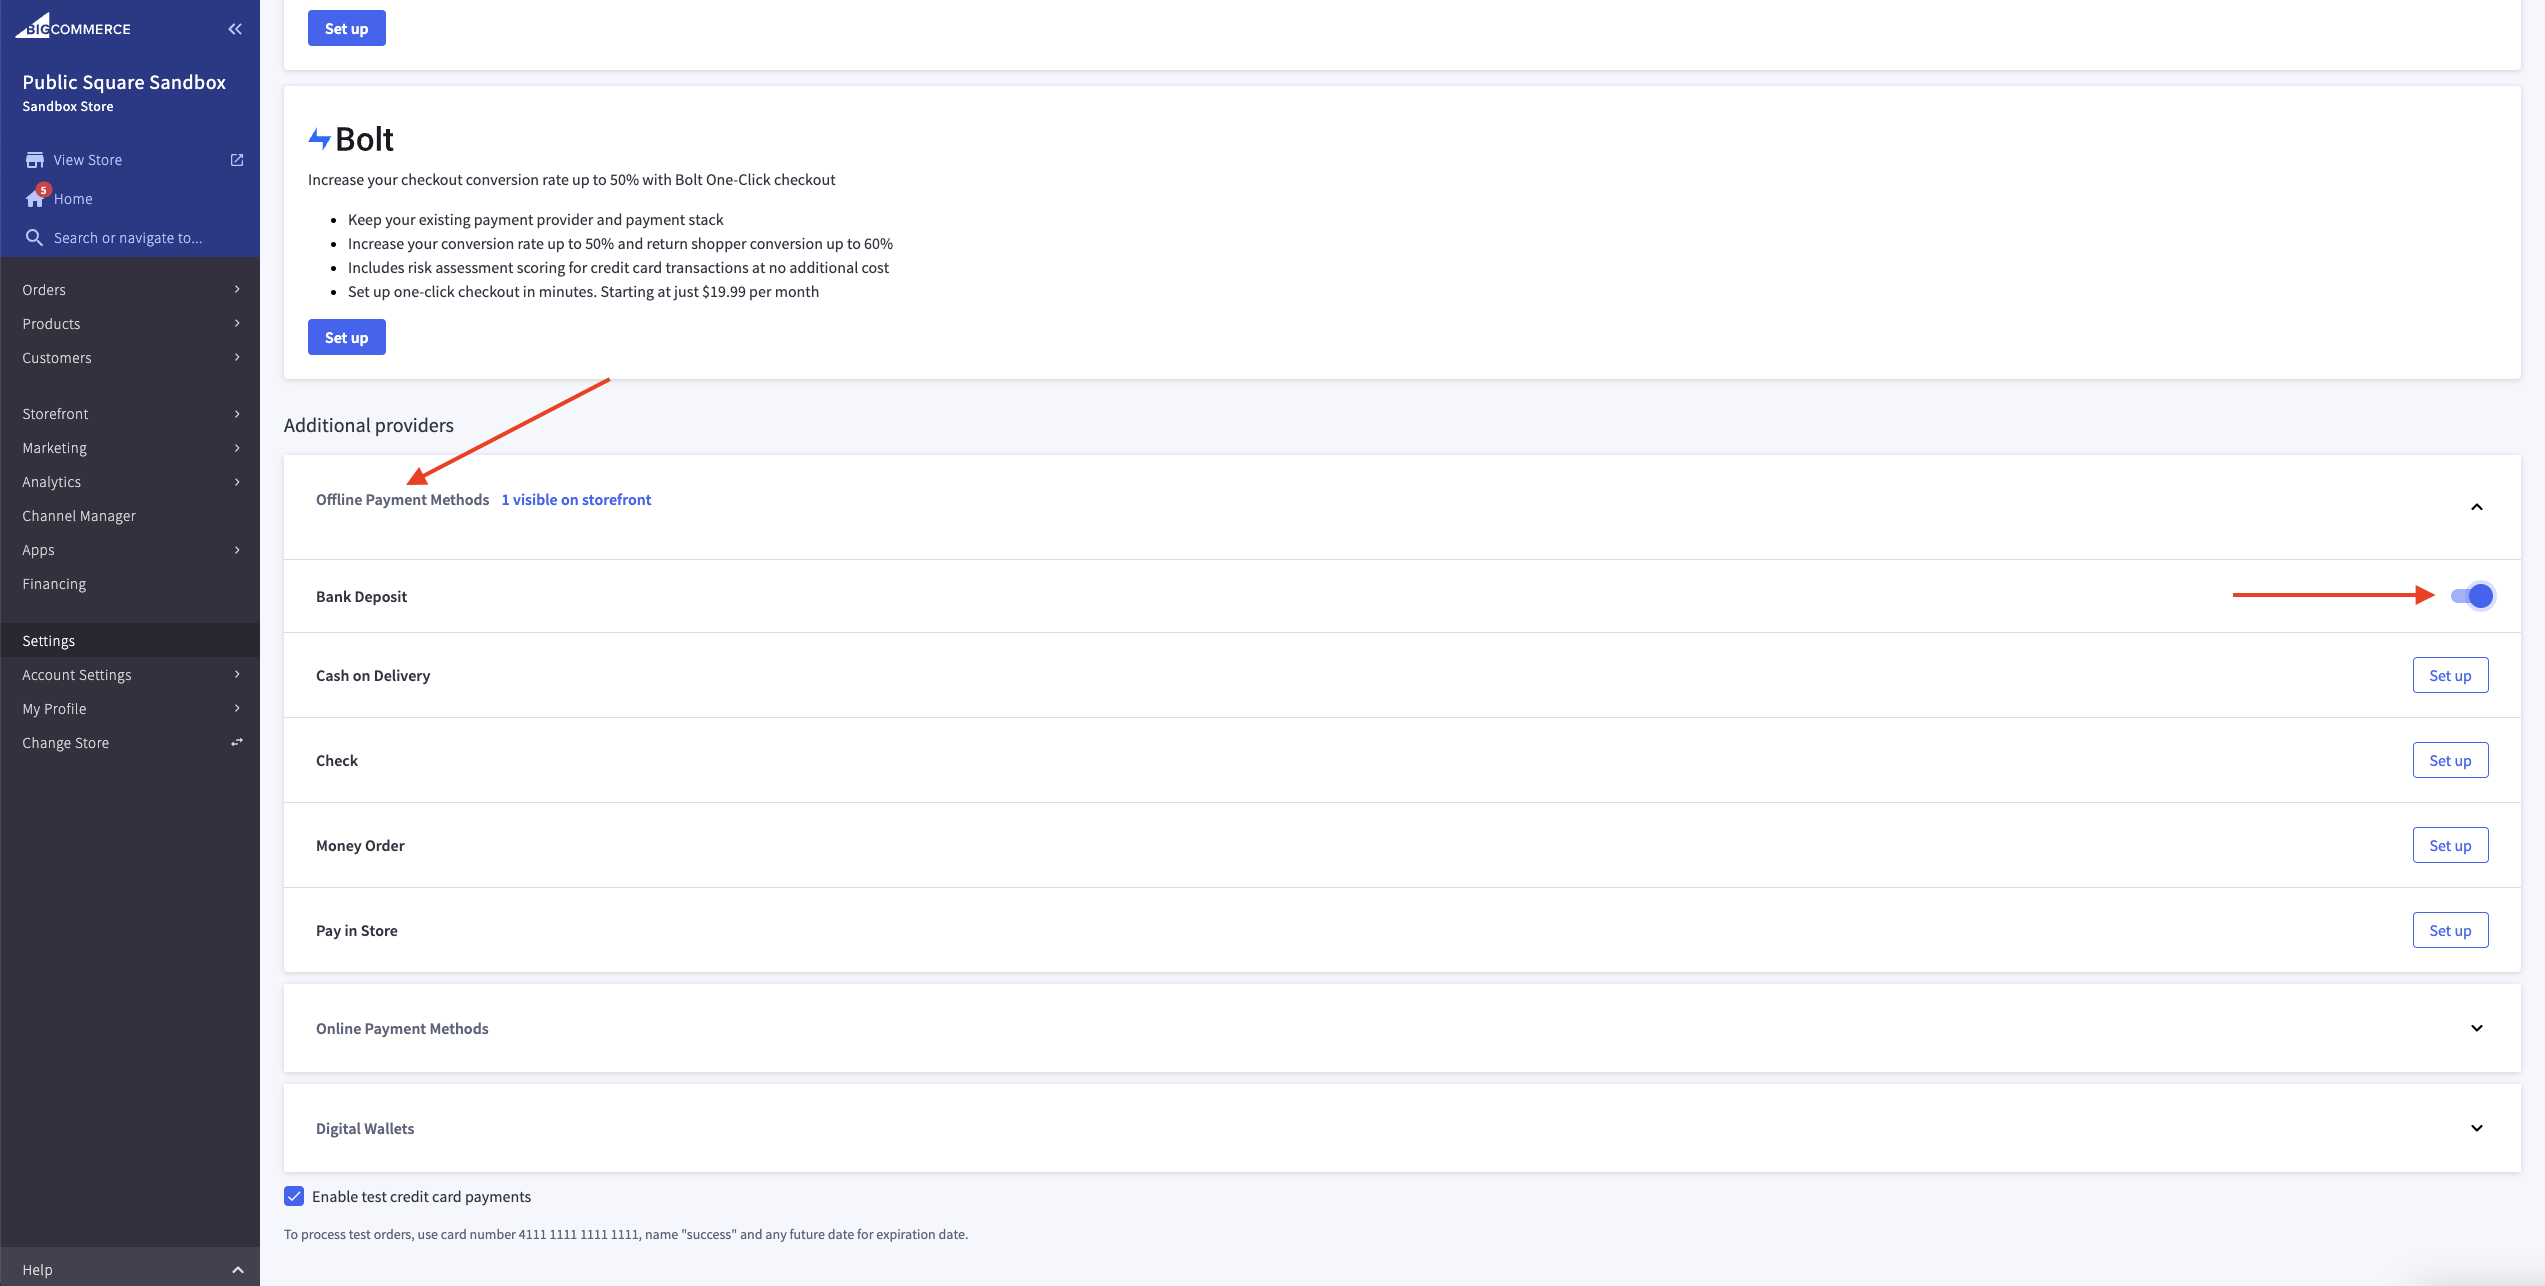 BIGCOMMERCE
Public Square Sandbox
Sandbox Store
View Store
5
Home
Search or navigate to...
Orders
Products
Customers
Storefront
Marketing
Analytics
Channel Manager
Apps
Financing
Settings
Account Settings
My Profile
Change Store
Help
Set up
Bolt
Increase your checkout conversion rate up to 50% with Bolt One-Click checkout
Keep your existing payment provider and payment stack
Increase your conversion rate up to 50% and return shopper conversion up to 60%
Includes risk assessment scoring for credit card transactions at no additional cost
Set up one-click checkout in minutes. Starting at just $19.99 per month
Set up
Additional providers
Offline Payment Methods 1 visible on storefront
Bank Deposit
Cash on Delivery Set up
Check Set up
Money Order Set up
Pay in Store Set up
Online Payment Methods
Digital Wallets
Enable test credit card payments
To process test orders, use card number 4111 1111 1111 1111, name "success" and any future date for expiration date.